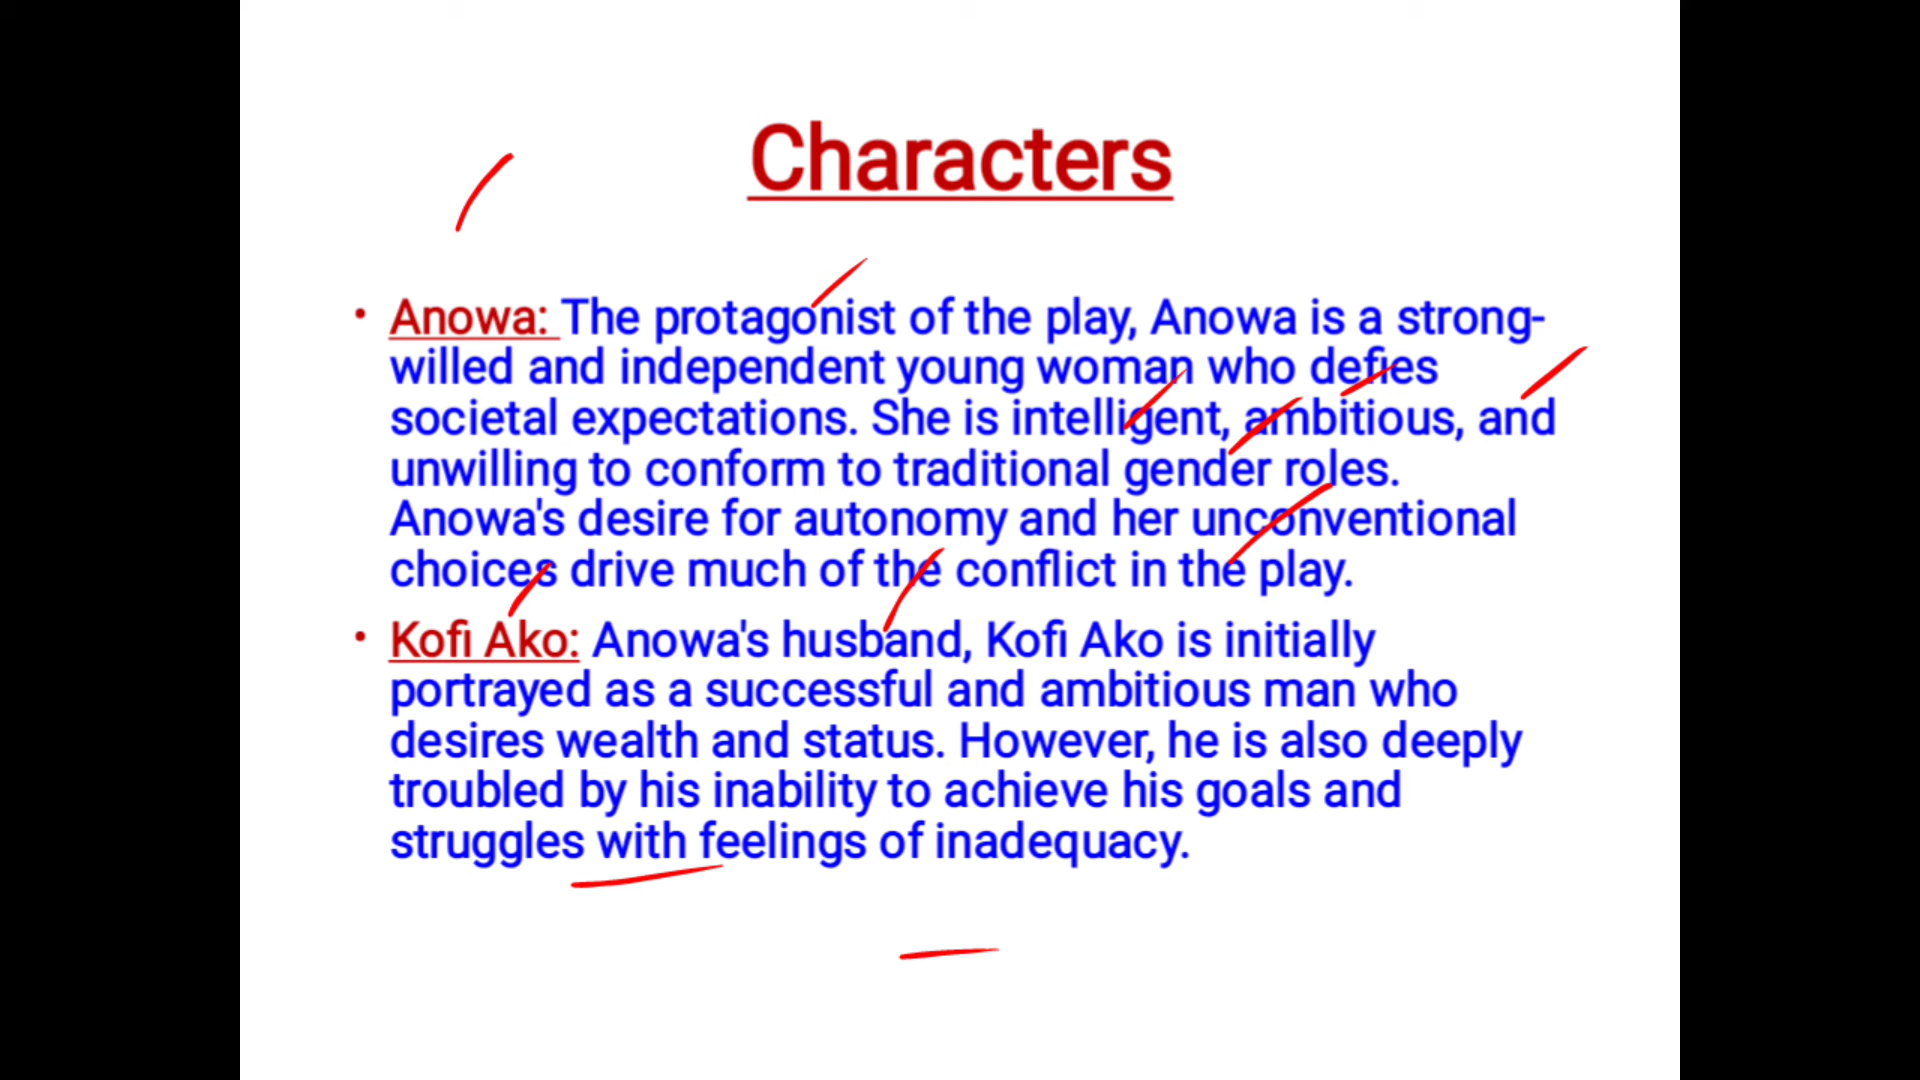 Characters
• Anowa: The protagonist of the play, Anowa is a strong-
willed and independent young woman who defies
societal expectations. She is intelligent, ambitious, and
unwilling to conform to traditional gender roles.
Anowa's desire for autonomy and her unconventional
choices drive much of the conflict in the play.
• Kofi Ako: Anowa's husband, Kofi Ako is initially
portrayed as a successful and ambitious man who
desires wealth and status. However, he is also deeply
troubled by his inability to achieve his goals and
struggles with feelings of inadequacy.